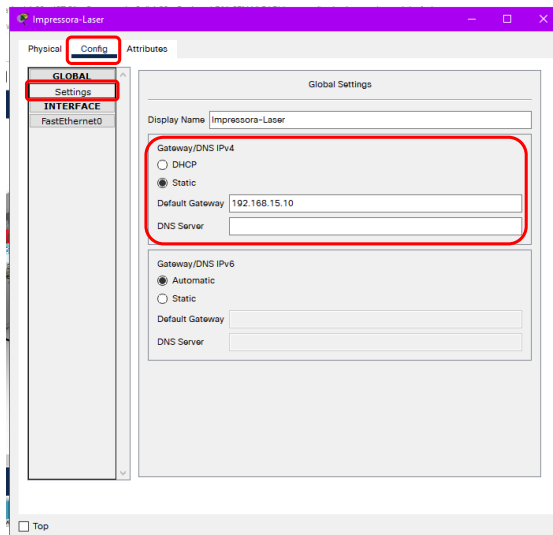 Impressora-Laser
Physical Config Attributes
GLOBAL
Settings
INTERFACE
FastEthernet0
Global Settings
Display Name Impressora-Laser
Gateway/DNS IPv4
DHCP
Static
Default Gateway 192.168.15.10
DNS Server
Gateway/DNS IPv6
Automatic
Static
Default Gateway
DNS Server
Top